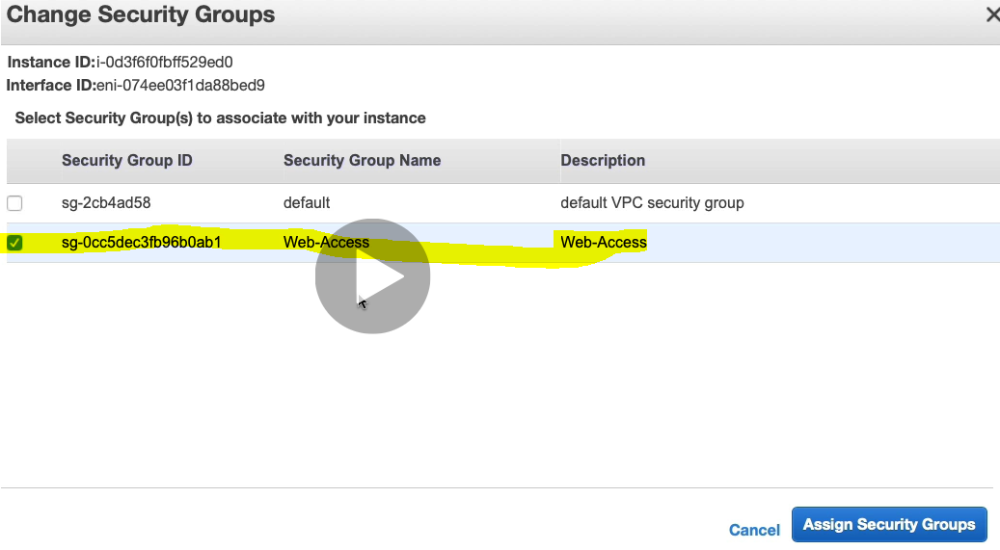 Change Security Groups
Instance ID:i-0d3f6f0fbff529ed0
Interface ID:eni-074ee03f1da88bed9
Select Security Group(s) to associate with your instance
Security Group ID Security Group Name Description
sg-2cb4ad58 default default VPC security group
sg-0cc5dec3fb96b0ab1 Web-Access Web-Access
Cancel Assign Security Groups